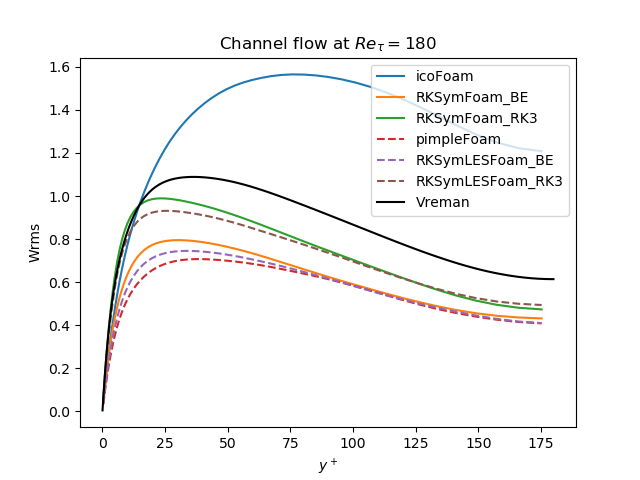 Channel flow at Reτ = 180
1.6
1.4
1.2
1.0
0.8
0.6
0.4
0.2
0.0
Wrms
icoFoam
RKSymFoam_BE
RKSymFoam_RK3
pimpleFoam
RKSymLESFoam_BE
RKSymLESFoam_RK3
Vreman
0 25 50 75 100 125 150 175
y+